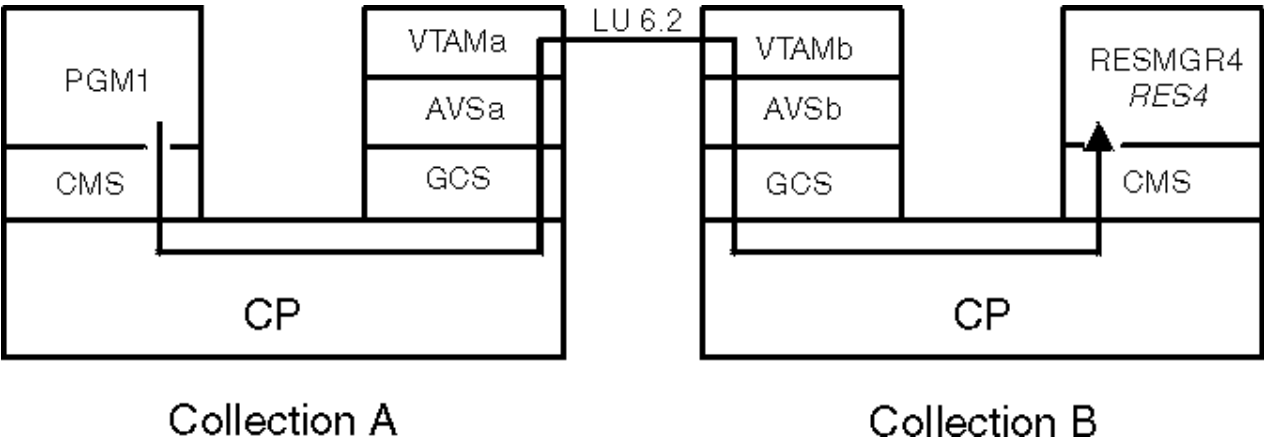 PGM1
CMS
VTAMa
AVSa
GCS
CP
Collection A
LU 6.2
VTAMb
AVSb
GCS
RESMGR4
RES4
CMS
CP
Collection B